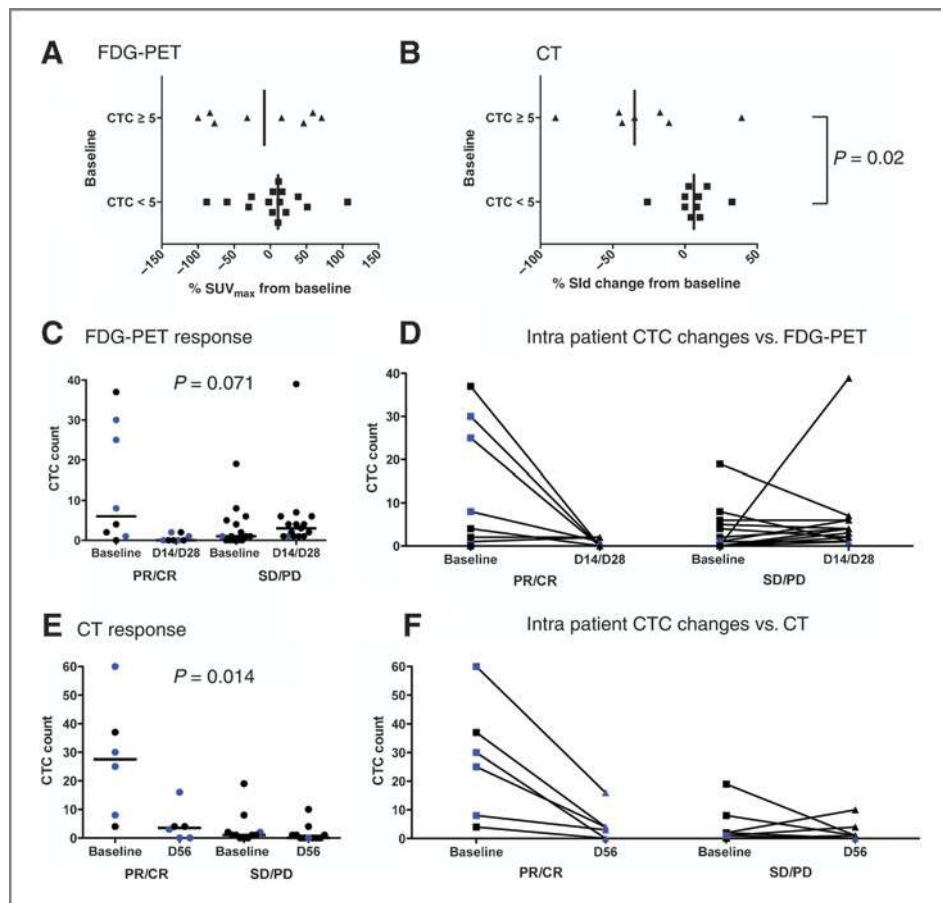 A FDG-PET
Baseline
CTC ≥ 5
CTC < 5
−150 −100 −50 0 50 100 150
% SUVmax from baseline
B CT
Baseline
CTC ≥ 5
CTC < 5
P = 0.02
−100 −50 0 50
% Sld change from baseline
C FDG-PET response
P = 0.071
CTC count
40
30
20
10
0
Baseline D14/D28 Baseline D14/D28
PR/CR SD/PD
D Intra patient CTC changes vs. FDG-PET
CTC count
40
30
20
10
0
Baseline D14/D28 Baseline D14/D28
PR/CR SD/PD
E CT response
P = 0.014
CTC count
60
50
40
30
20
10
0
Baseline D56 Baseline D56
PR/CR SD/PD
F Intra patient CTC changes vs. CT
CTC count
60
50
40
30
20
10
0
Baseline D56 Baseline D56
PR/CR SD/PD